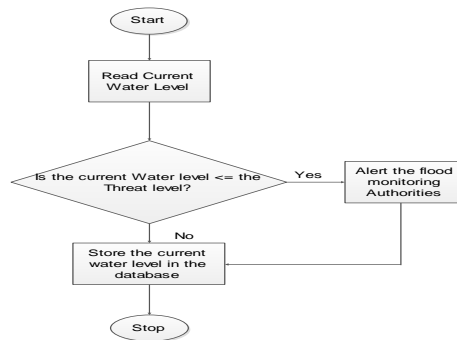 Start
Read Current
Water Level
Is the current Water level <= the
Threat level?
Yes
Alert the flood
monitoring
Authorities
No
Store the current
water level in the
database
Stop